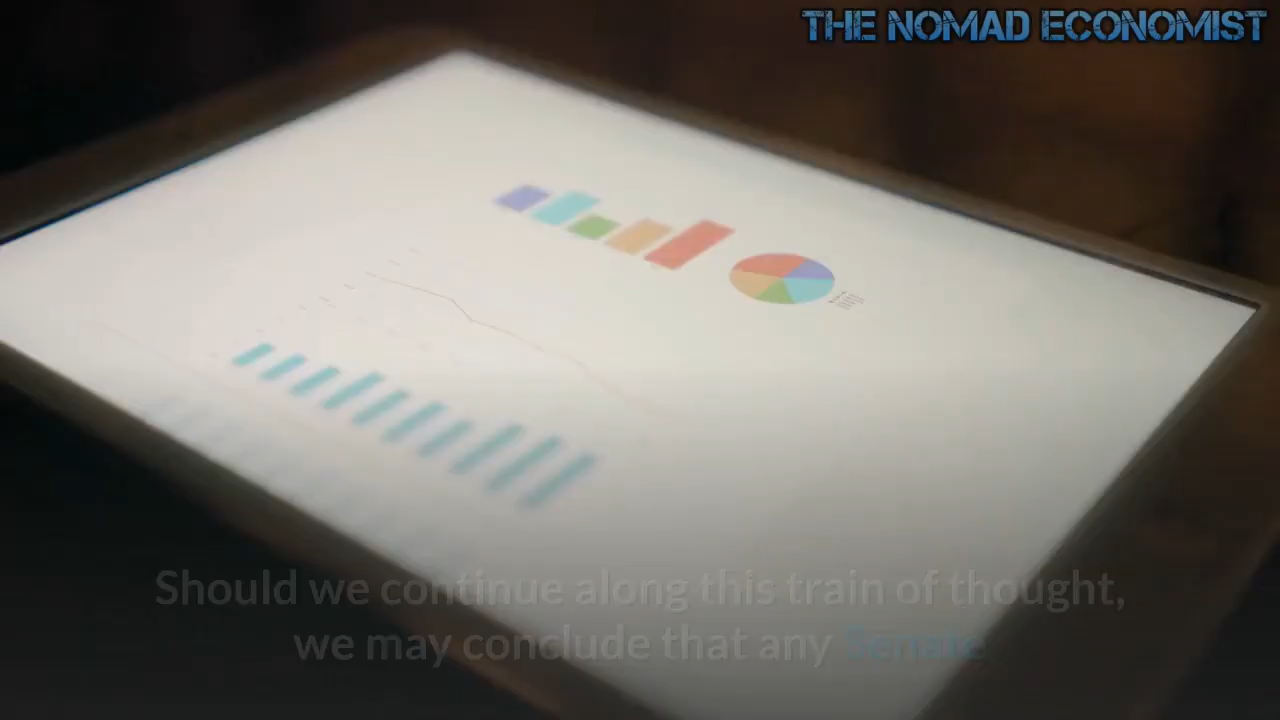 THE NOMAD ECONOMIST
Should we continue along this train of thought,
we may conclude that any Senate